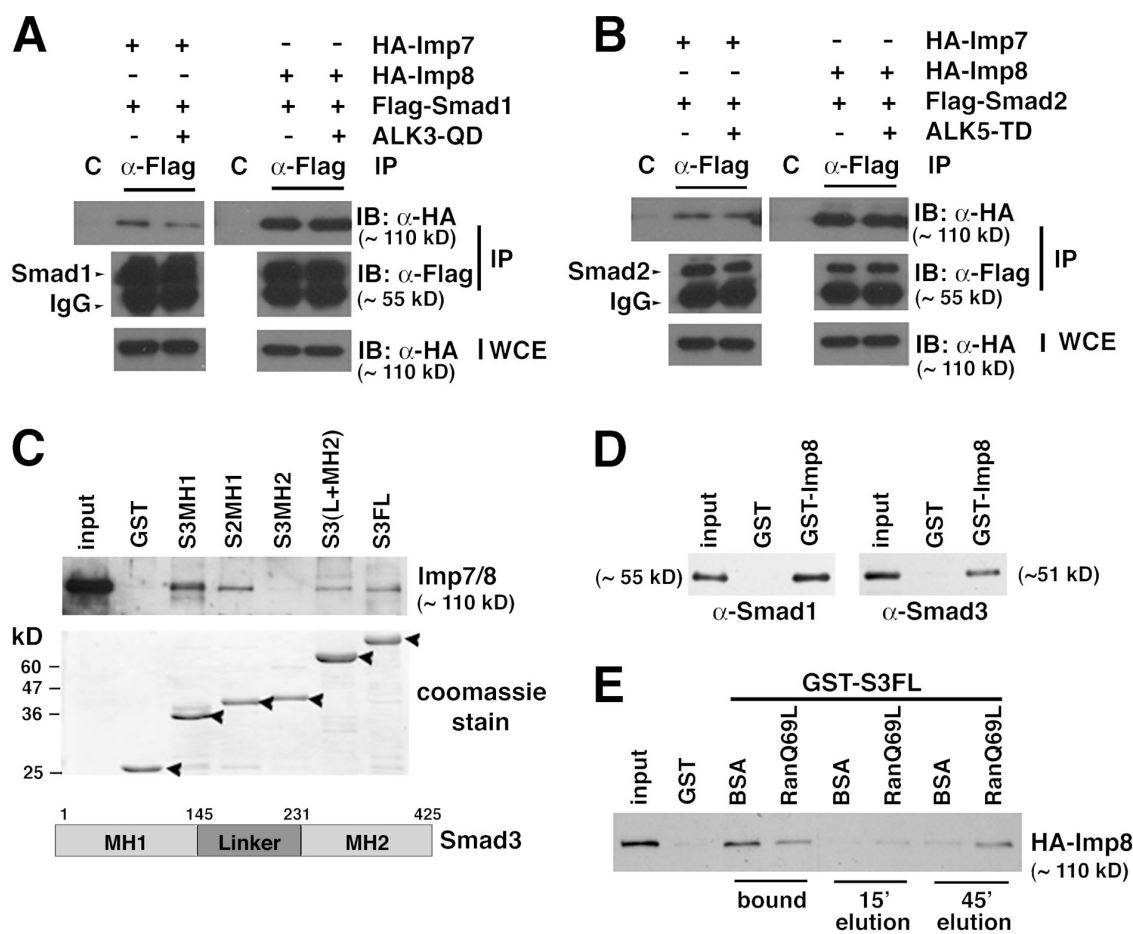 A
+ + - - HA-Imp7
- - + + HA-Imp8
+ + + + Flag-Smad1
- + - + ALK3-QD
C α-Flag C α-Flag IP
IB: α-HA
(~ 110 kD)
Smad1
IgG
IB: α-Flag
(~ 55 kD)
IP
IB: α-HA
(~ 110 kD)
WCE
B
+ + - - HA-Imp7
- - + + HA-Imp8
+ + + + Flag-Smad2
- + - + ALK5-TD
C α-Flag C α-Flag IP
IB: α-HA
(~ 110 kD)
Smad2
IgG
IB: α-Flag
(~ 55 kD)
IP
IB: α-HA
(~ 110 kD)
WCE
C
input GST S3MH1 S2MH1 S3MH2 S3(L+MH2) S3FL
Imp7/8
(~ 110 kD)
kD
60
47
36
25
coomassie
stain
1 145 231 425
MH1 Linker MH2 Smad3
D
input GST GST-Imp8 input GST GST-Imp8
(~ 55 kD) (~51 kD)
α-Smad1 α-Smad3
E
GST-S3FL
input GST BSA RanQ69L BSA RanQ69L BSA RanQ69L
HA-Imp8
(~ 110 kD)
bound 15' 45'
elution elution